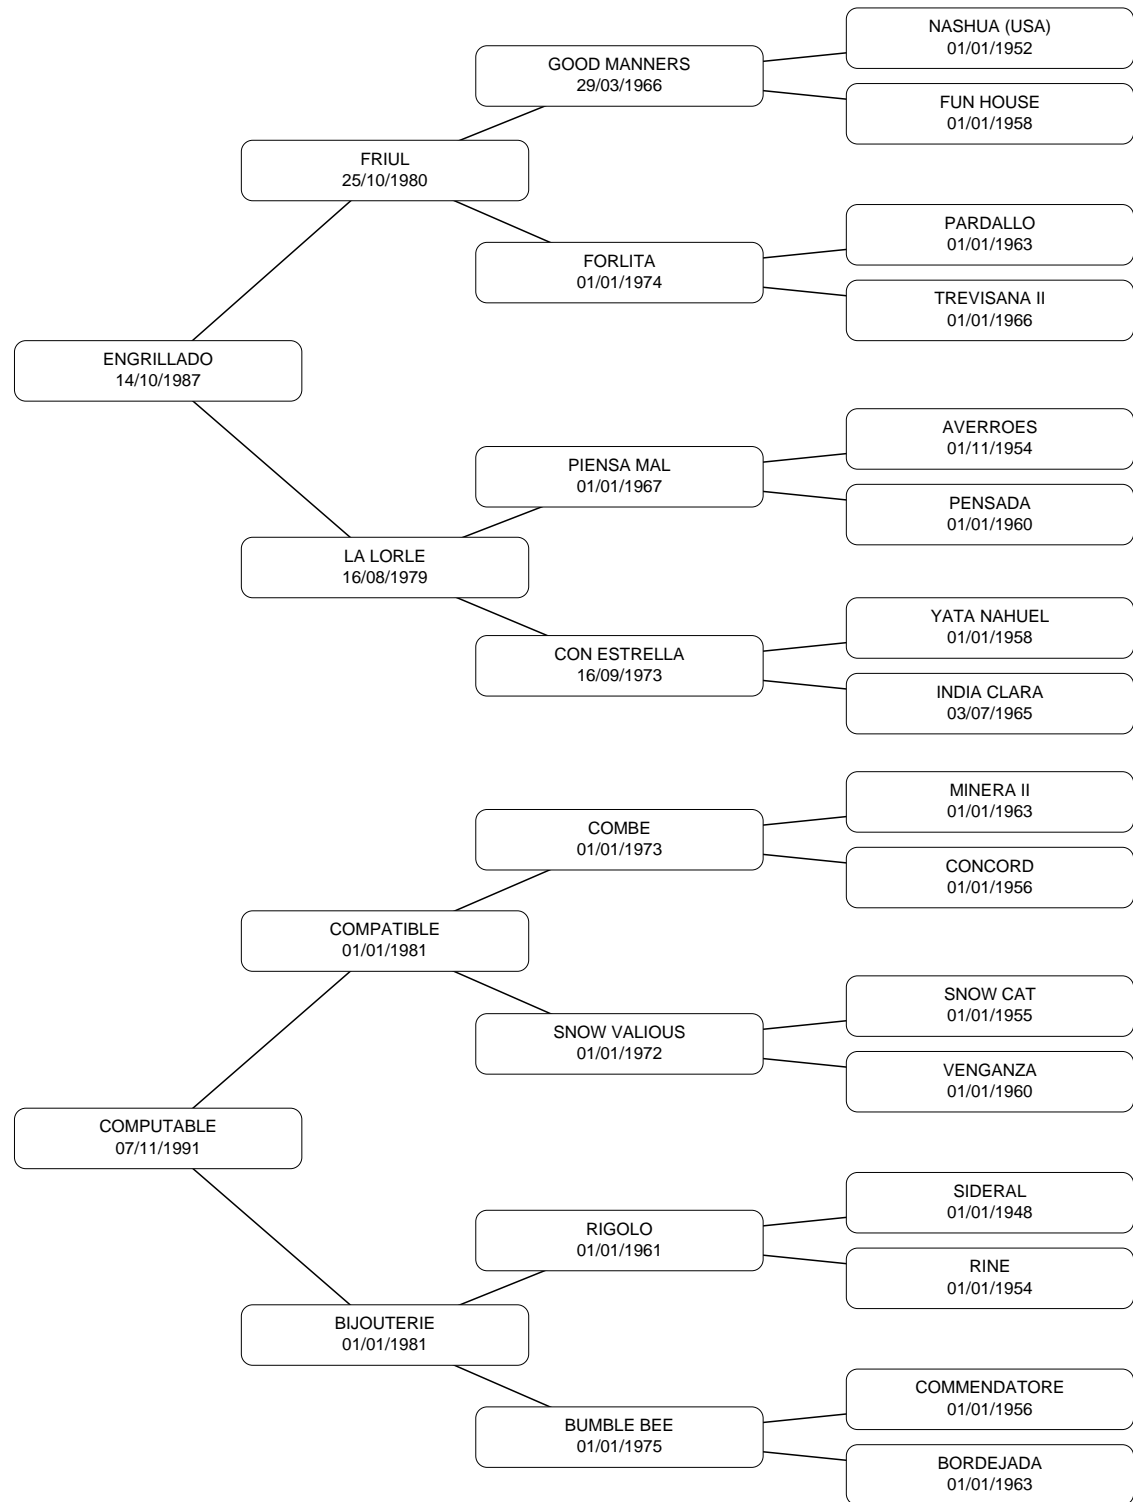 NASHUA (USA)
01/01/1952
GOOD MANNERS
29/03/1966
FUN HOUSE
01/01/1958
FRIUL
25/10/1980
PARDALLO
01/01/1963
FORLITA
01/01/1974
TREVISANA II
01/01/1966
ENGRILLADO
14/10/1987
AVERROES
01/11/1954
PIENSA MAL
01/01/1967
PENSADA
01/01/1960
LA LORLE
16/08/1979
YATA NAHUEL
01/01/1958
CON ESTRELLA
16/09/1973
INDIA CLARA
03/07/1965
MINERA II
01/01/1963
COMBE
01/01/1973
CONCORD
01/01/1956
COMPATIBLE
01/01/1981
SNOW CAT
01/01/1955
SNOW VALIOUS
01/01/1972
VENGANZA
01/01/1960
COMPUTABLE
07/11/1991
SIDERAL
01/01/1948
RIGOLO
01/01/1961
RINE
01/01/1954
BIJOUTERIE
01/01/1981
COMMENDATORE
01/01/1956
BUMBLE BEE
01/01/1975
BORDEJADA
01/01/1963